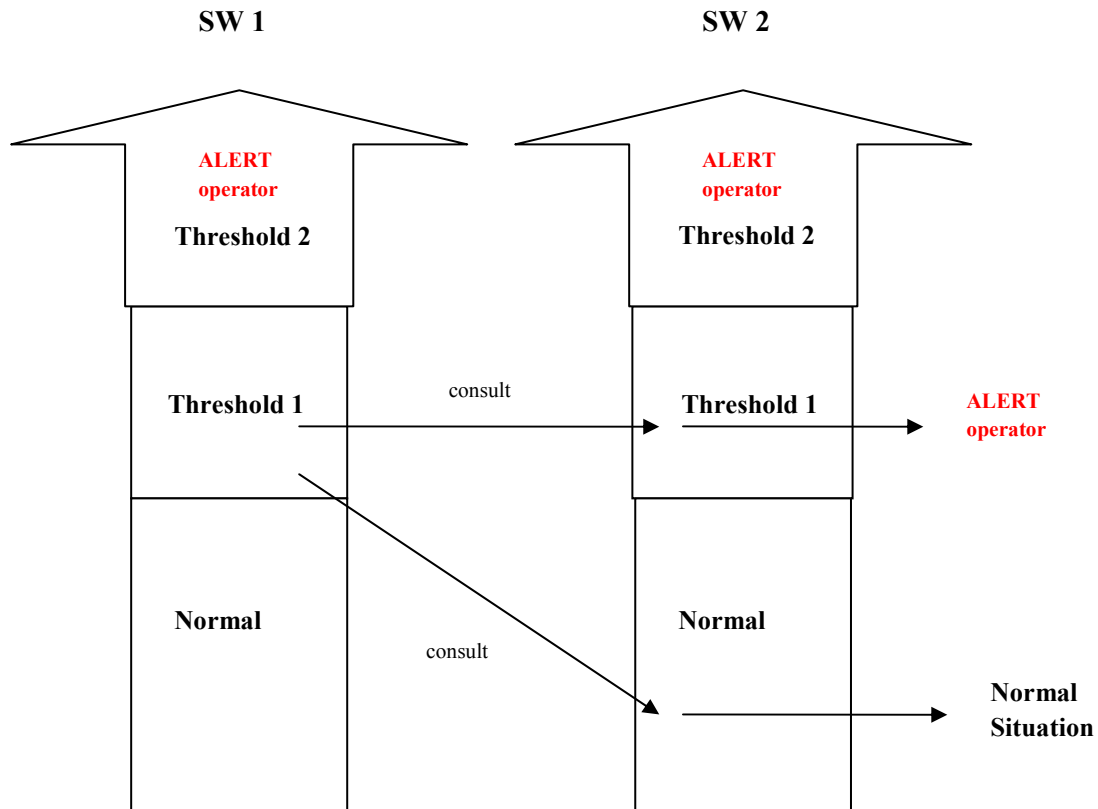 SW 1
SW 2
ALERT
operator
Threshold 2
ALERT
operator
Threshold 2
Threshold 1
consult
Threshold 1
ALERT
operator
Normal
consult
Normal
Normal
Situation